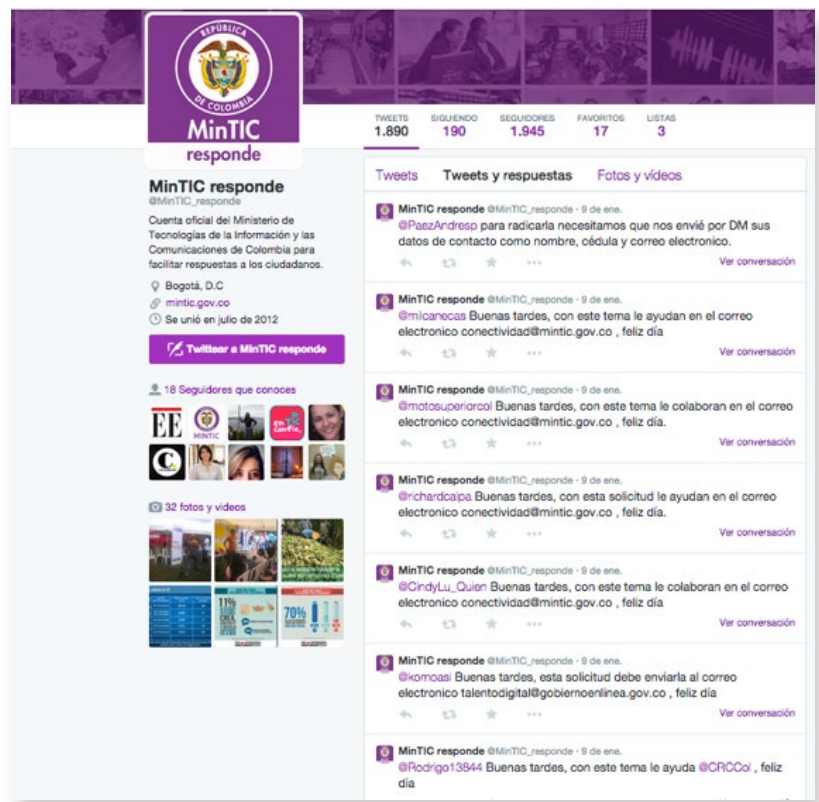 REPÚBLICA
DE COLOMBIA
MinTIC
responde
TWEETS
1.890
SIGUIENDO
190
SEGUIDORES
1.945
FAVORITOS
17
LISTAS
3
MinTIC responde
@MinTIC_responde
Cuenta oficial del Ministerio de
Tecnologías de la Información y las
Comunicaciones de Colombia para
facilitar respuestas a los ciudadanos.
Bogotá, D.C
mintic.gov.co
Se unió en julio de 2012
Twittear a MinTIC responde
18 Seguidores que conoces
EE
MINTIC
en TIC
confío.
C
32 fotos y videos
11%
70%
Tweets Tweets y respuestas Fotos y vídeos
MinTIC responde @MinTIC_responde · 9 de ene.
@PaezAndresp para radicarla necesitamos que nos envié por DM sus
datos de contacto como nombre, cédula y correo electronico.
Ver conversación
MinTIC responde @MinTIC_responde · 9 de ene.
@milcanecas Buenas tardes, con este tema le ayudan en el correo
electronico conectividad@mintic.gov.co , feliz día
Ver conversación
MinTIC responde @MinTIC_responde · 9 de ene.
@motosuperiorcol Buenas tardes, con este tema le colaboran en el correo
electronico conectividad@mintic.gov.co , feliz día.
Ver conversación
MinTIC responde @MinTIC_responde · 9 de ene.
@richardcaipa Buenas tardes, con esta solicitud le ayudan en el correo
electronico conectividad@mintic.gov.co , feliz día.
Ver conversación
MinTIC responde @MinTIC_responde · 9 de ene.
@CindyLu_Quien Buenas tardes, con este tema le colaboran en el correo
electronico conectividad@mintic.gov.co , feliz día
Ver conversación
MinTIC responde @MinTIC_responde · 9 de ene.
@komoasi Buenas tardes, esta solicitud debe enviarla al correo
electronico talentodigital@gobiernoenlinea.gov.co , feliz día
Ver conversación
MinTIC responde @MinTIC_responde · 9 de ene.
@Rodrigo13844 Buenas tardes, con este tema le ayuda @CRCCol , feliz
día